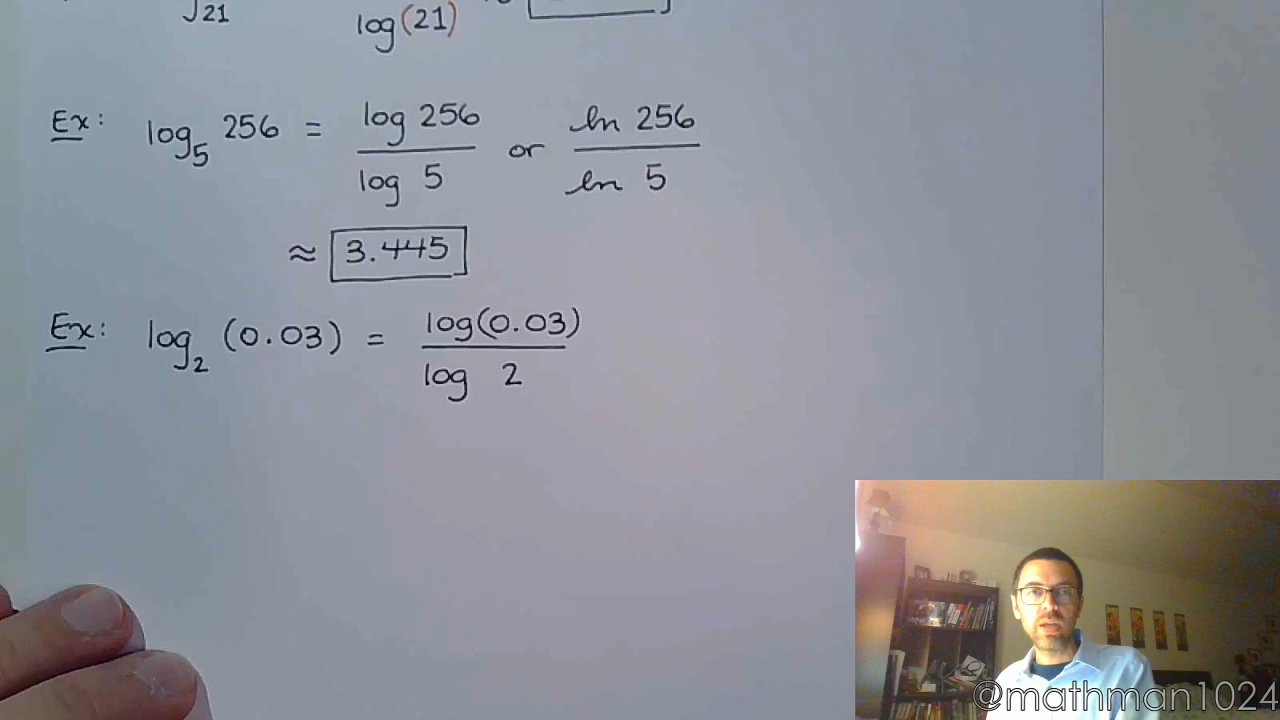 21
log(21)
Ex: log₅ 256 = log 256 / log 5 or ln 256 / ln 5
≈ 3.445
Ex: log₂ (0.03) = log(0.03) / log 2
@mathman1024